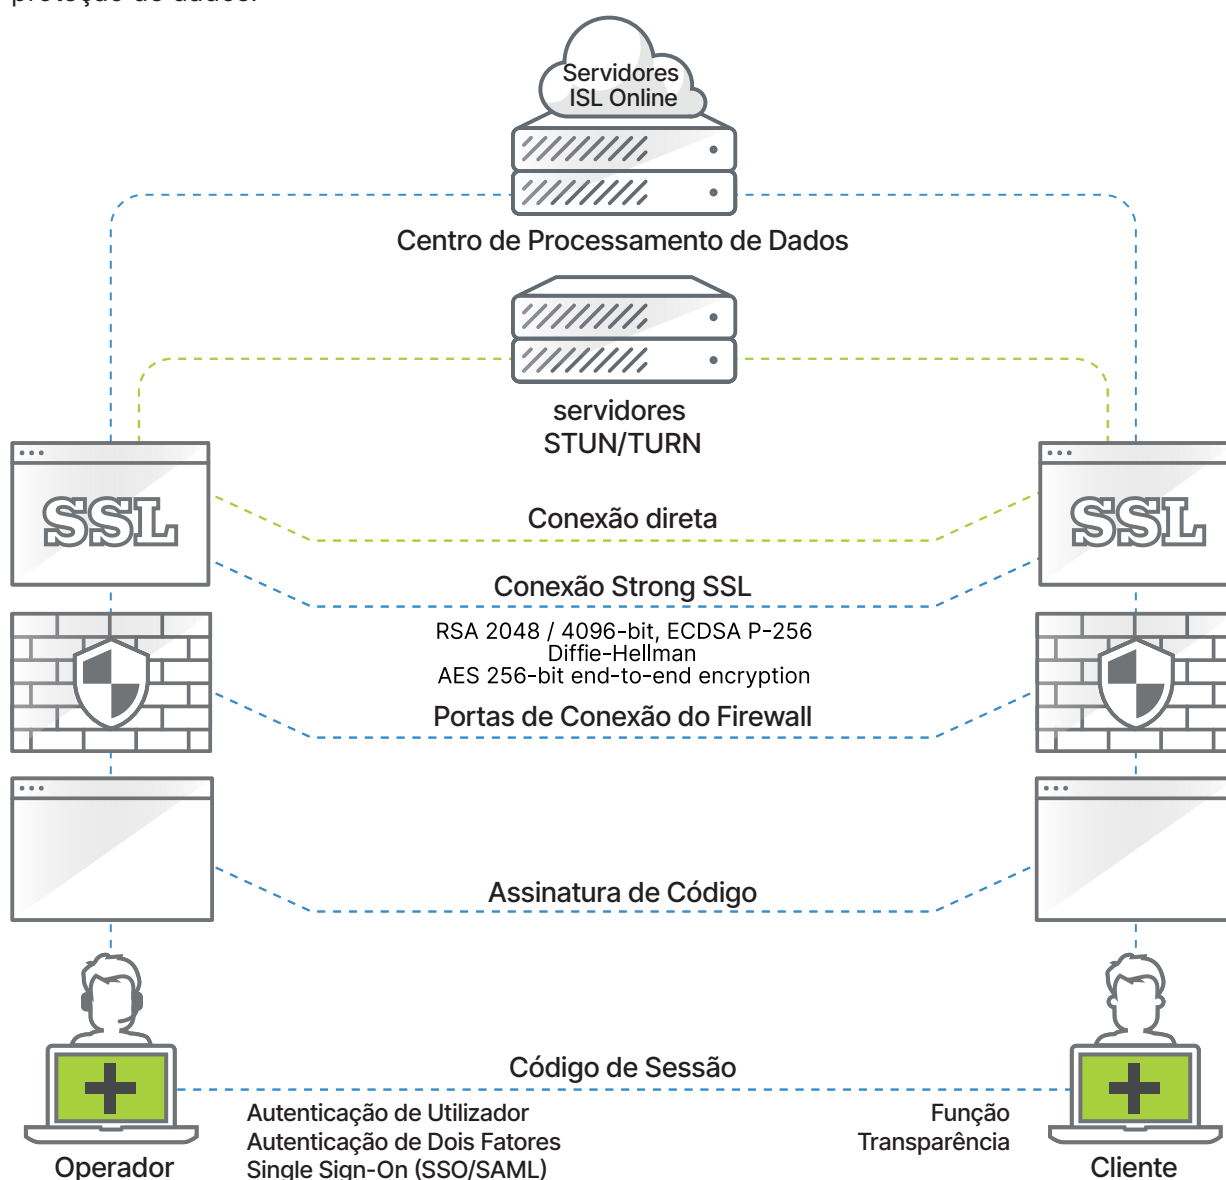 proteção de dados.
Servidores
ISL Online
Centro de Processamento de Dados
servidores
STUN/TURN
SSL
SSL
Conexão direta
Conexão Strong SSL
RSA 2048 / 4096-bit, ECDSA P-256
Diffie-Hellman
AES 256-bit end-to-end encryption
Portas de Conexão do Firewall
Assinatura de Código
Código de Sessão
Autenticação de Utilizador
Autenticação de Dois Fatores
Single Sign-On (SSO/SAML)
Função
Transparência
Operador
Cliente